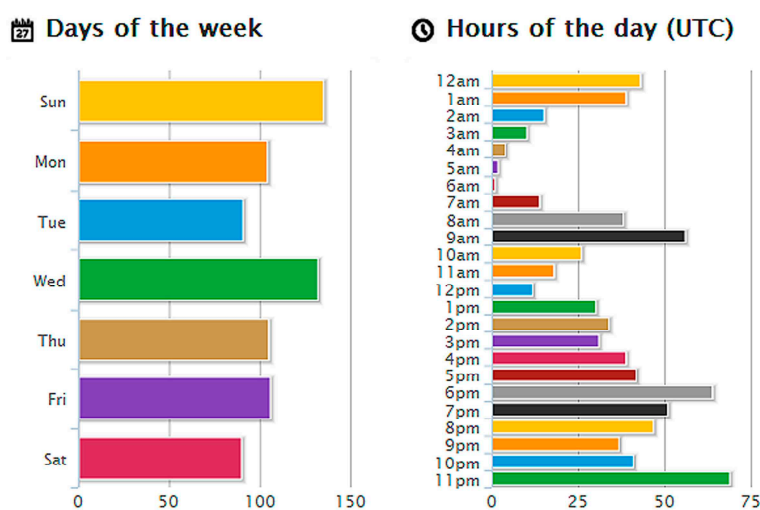 27 Days of the week
Sun
Mon
Tue
Wed
Thu
Fri
Sat
0 50 100 150
Hours of the day (UTC)
12am
1am
2am
3am
4am
5am
6am
7am
8am
9am
10am
11am
12pm
1pm
2pm
3pm
4pm
5pm
6pm
7pm
8pm
9pm
10pm
11pm
0 25 50 75